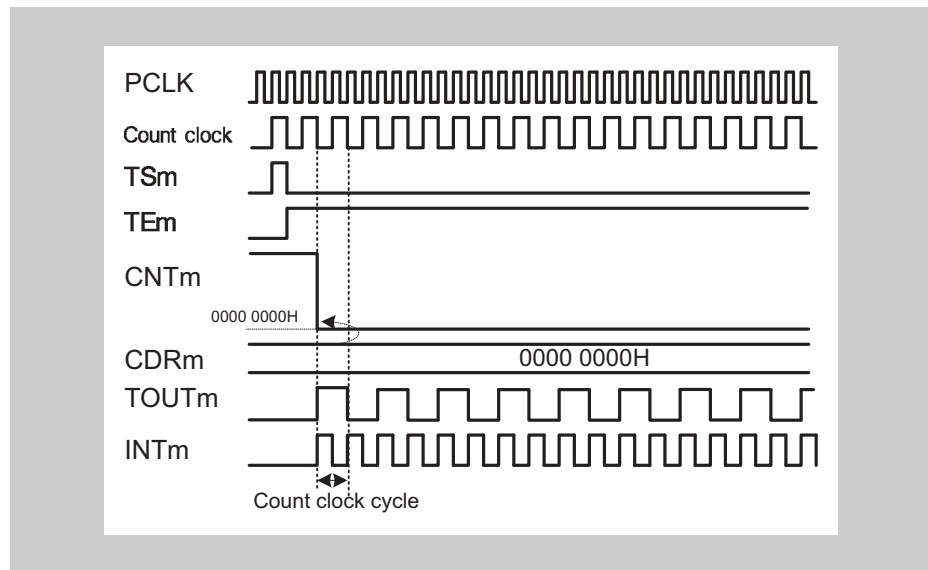 PCLK
Count clock
TSm
TEm
CNTm
0000 0000H
CDRm
0000 0000H
TOUTm
INTm
Count clock cycle